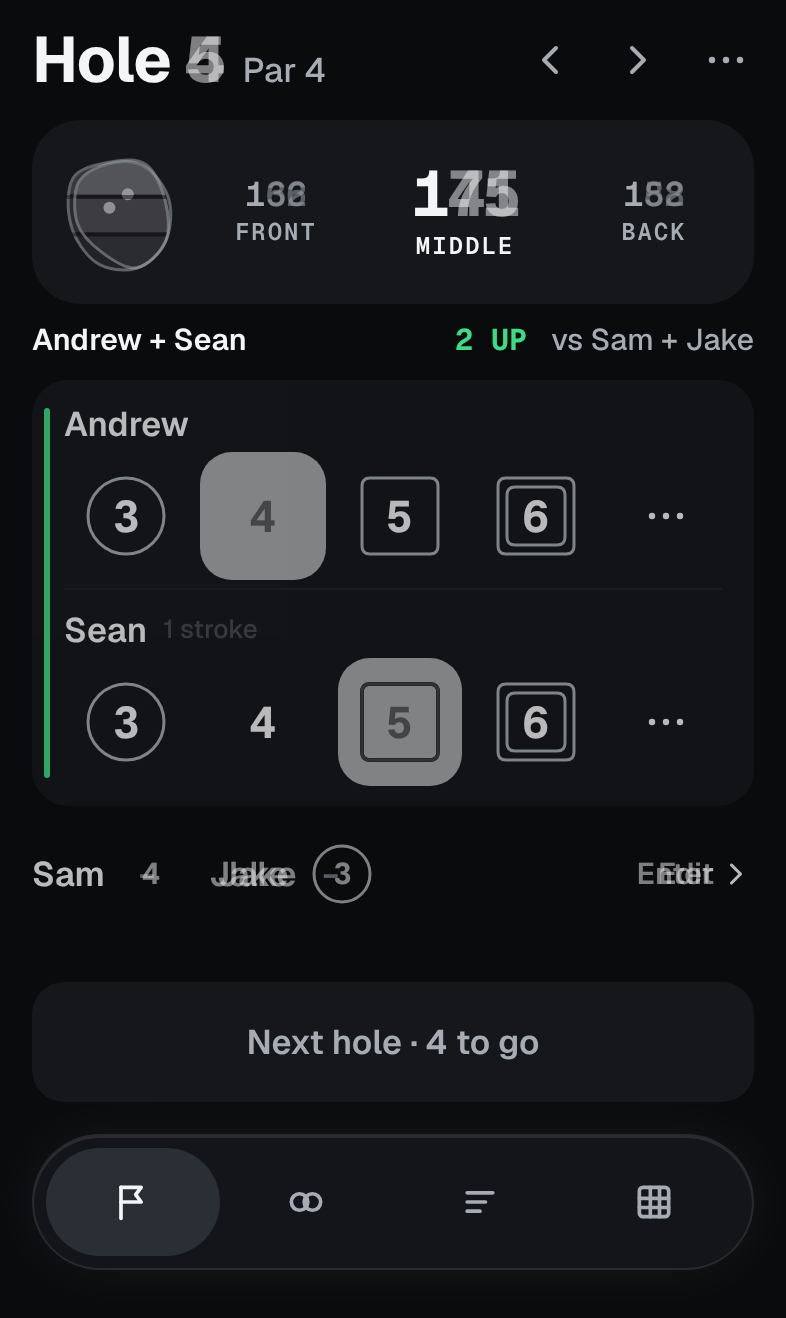 Hole
Par 4
FRONT
MIDDLE
BACK
Andrew + Sean
2 UP vs Sam + Jake
Andrew
3 4 5 6
Sean 1 stroke
3 4 5 6
Sam Jake
Next hole · 4 to go